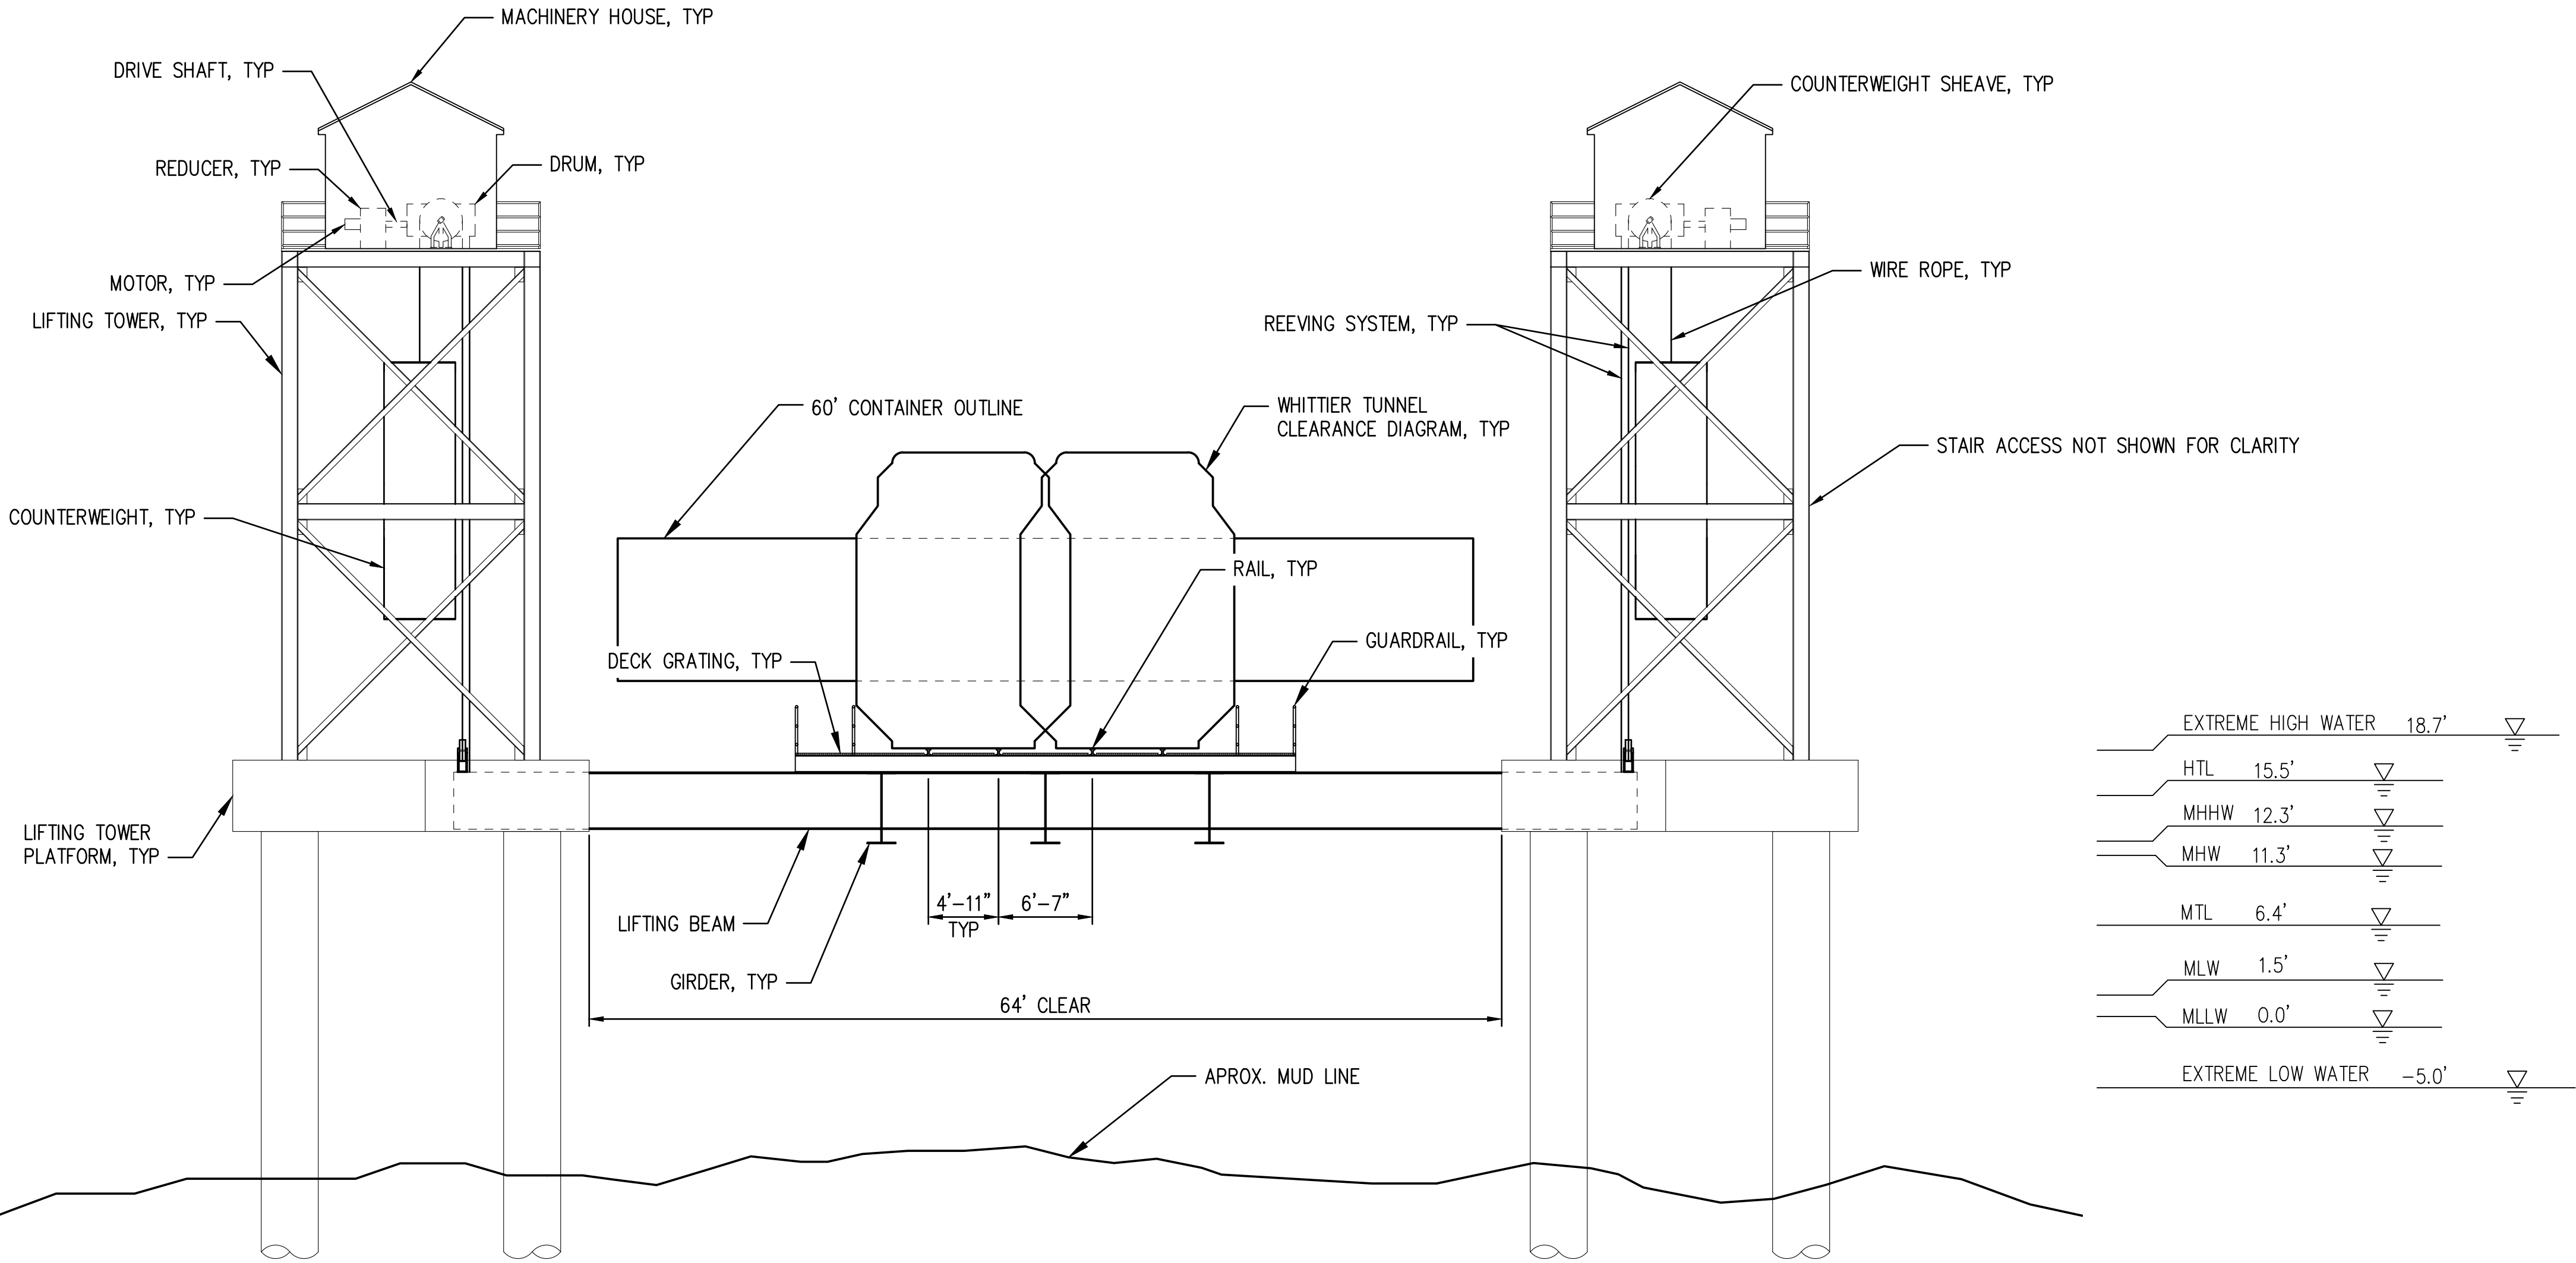 MACHINERY HOUSE, TYP
DRIVE SHAFT, TYP
COUNTERWEIGHT SHEAVE, TYP
REDUCER, TYP
DRUM, TYP
MOTOR, TYP
WIRE ROPE, TYP
LIFTING TOWER, TYP
REEVING SYSTEM, TYP
60' CONTAINER OUTLINE
WHITTIER TUNNEL
CLEARANCE DIAGRAM, TYP
STAIR ACCESS NOT SHOWN FOR CLARITY
COUNTERWEIGHT, TYP
RAIL, TYP
DECK GRATING, TYP
GUARDRAIL, TYP
LIFTING TOWER
PLATFORM, TYP
LIFTING BEAM
4'-11"
TYP
6'-7"
GIRDER, TYP
64' CLEAR
APROX. MUD LINE
EXTREME HIGH WATER 18.7'
HTL 15.5'
MHHW 12.3'
MHW 11.3'
MTL 6.4'
MLW 1.5'
MLLW 0.0'
EXTREME LOW WATER -5.0'